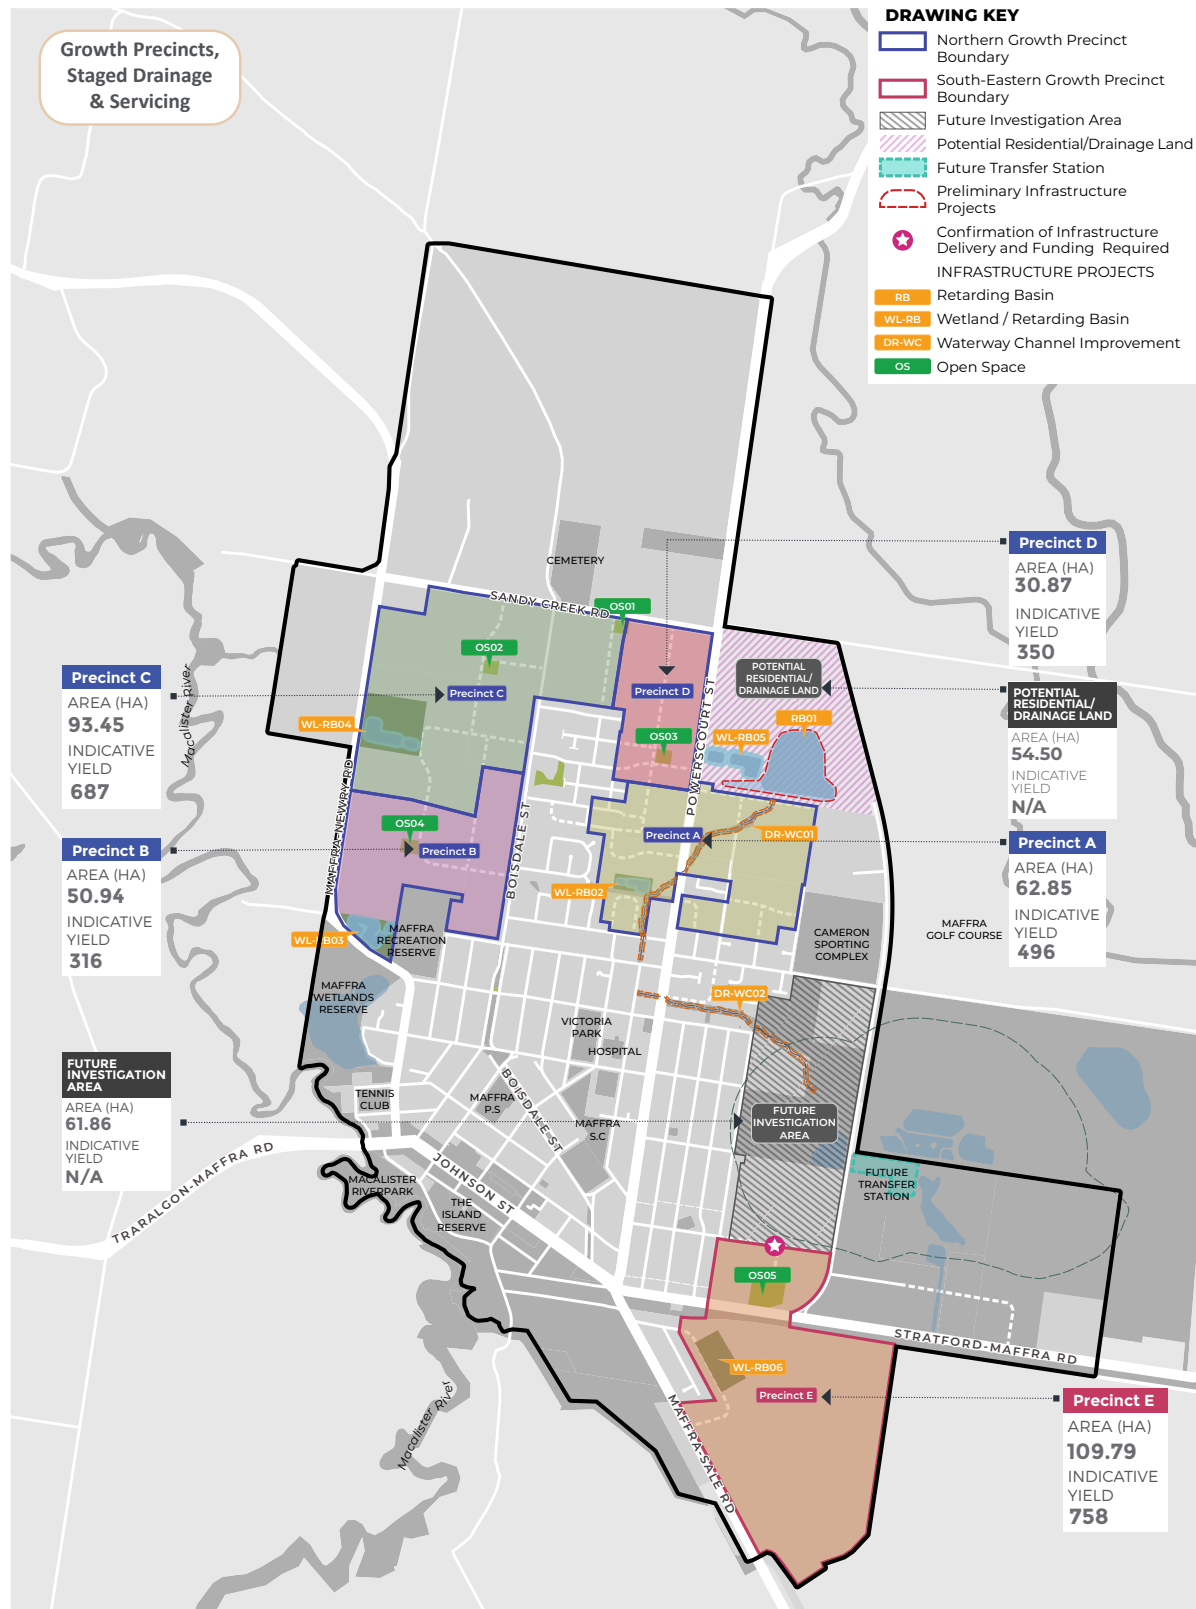 Growth Precincts,
Staged Drainage
& Servicing
DRAWING KEY
Northern Growth Precinct
Boundary
South-Eastern Growth Precinct
Boundary
Future Investigation Area
Potential Residential/Drainage Land
Future Transfer Station
Preliminary Infrastructure
Projects
Confirmation of Infrastructure
Delivery and Funding Required
INFRASTRUCTURE PROJECTS
RB
Retarding Basin
WL-RB
Wetland / Retarding Basin
DR-WC
Waterway Channel Improvement
OS
Open Space
CEMETERY
SANDY CREEK RD
OS01
OS02
Precinct C
Precinct D
OS03
POTENTIAL
RESIDENTIAL/
DRAINAGE LAND
RB01
WL-RB05
WL-RB04
POWERSCOURT ST
MAFFRA-NEWRY RD
BOISDALE ST
OS04
Precinct B
Precinct A
DR-WC01
WL-RB02
WL-RB03
MAFFRA
RECREATION
RESERVE
CAMERON
SPORTING
COMPLEX
MAFFRA
GOLF COURSE
MAFFRA
WETLANDS
RESERVE
DR-WC02
VICTORIA
PARK
HOSPITAL
BOISDALE ST
TENNIS
CLUB
MAFFRA
P.S
MAFFRA
S.C
FUTURE
INVESTIGATION
AREA
FUTURE
TRANSFER
STATION
MACALISTER
RIVERPARK
THE
ISLAND
RESERVE
JOHNSON ST
TRARALGON-MAFFRA RD
Macalister River
Macalister River
OS05
WL-RB06
Precinct E
STRATFORD-MAFFRA RD
MAFFRA-SALE RD
Precinct C
AREA (HA)
93.45
INDICATIVE
YIELD
687
Precinct B
AREA (HA)
50.94
INDICATIVE
YIELD
316
FUTURE
INVESTIGATION
AREA
AREA (HA)
61.86
INDICATIVE
YIELD
N/A
Precinct D
AREA (HA)
30.87
INDICATIVE
YIELD
350
POTENTIAL
RESIDENTIAL/
DRAINAGE LAND
AREA (HA)
54.50
INDICATIVE
YIELD
N/A
Precinct A
AREA (HA)
62.85
INDICATIVE
YIELD
496
Precinct E
AREA (HA)
109.79
INDICATIVE
YIELD
758